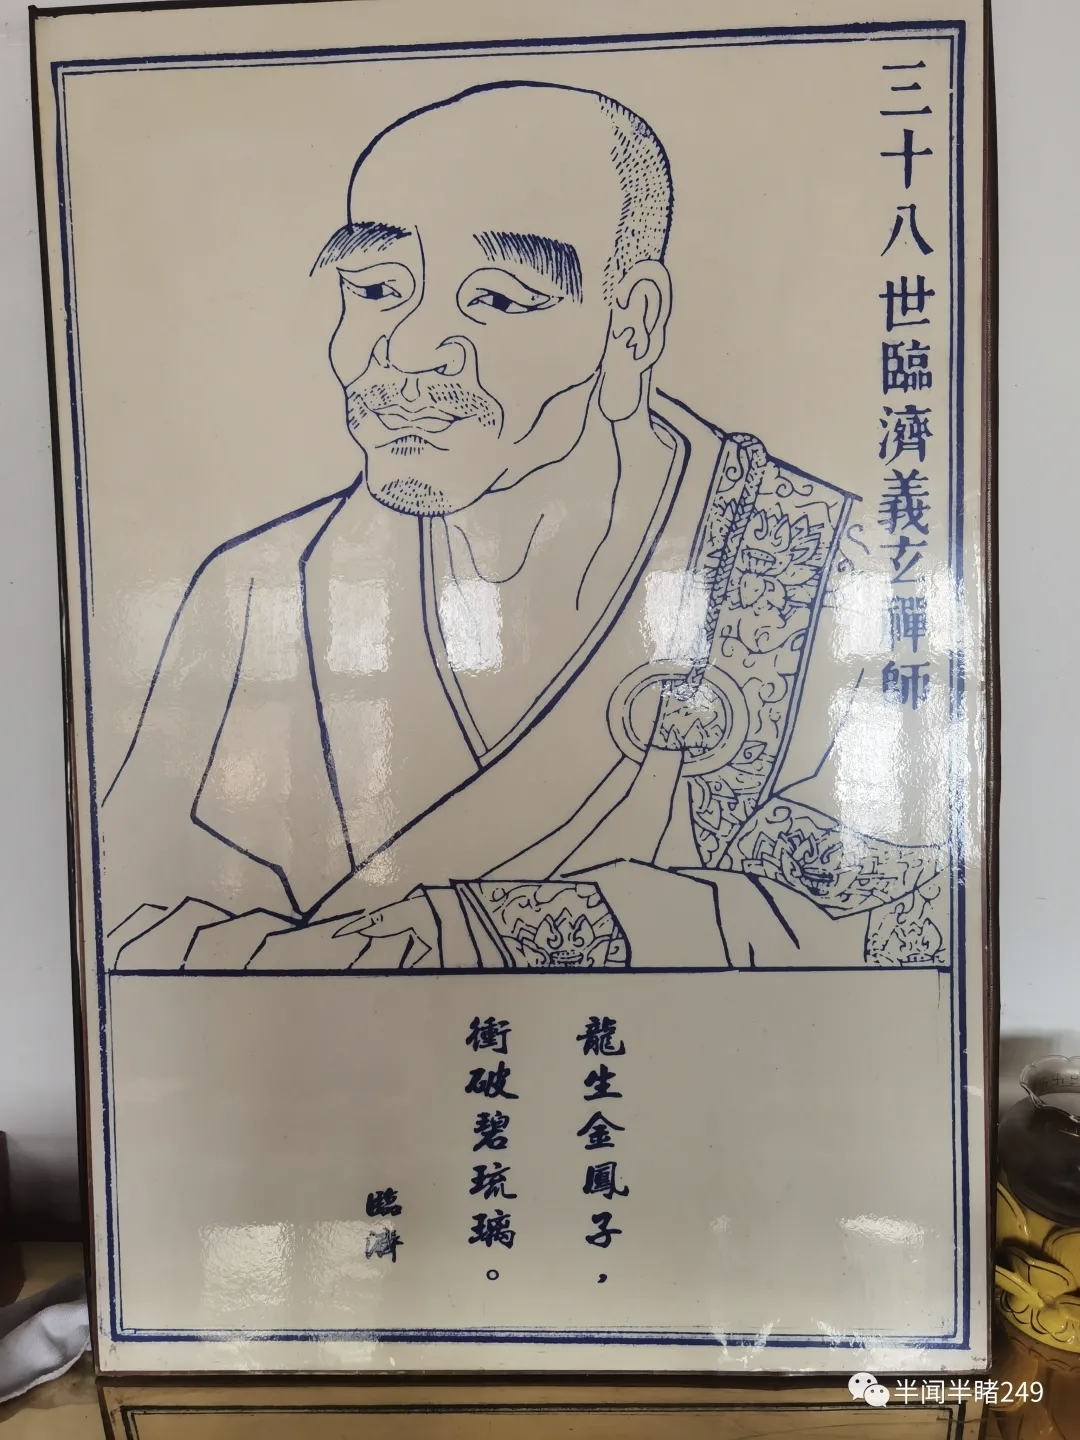 三十八世臨濟義玄禪師
龍生金鳳子，
衝破碧琉璃。
臨濟
半闻半睹249